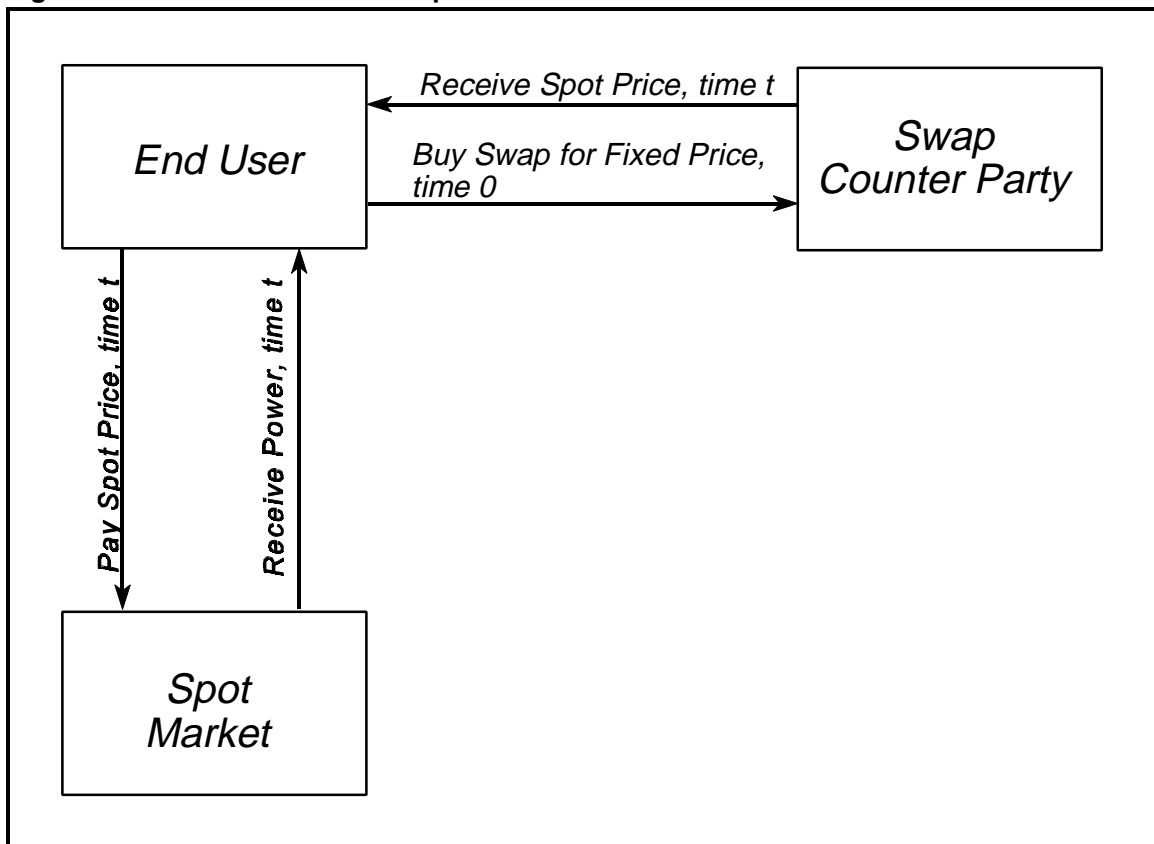 Receive Spot Price, time t
End User
Buy Swap for Fixed Price,
time 0
Swap
Counter Party
Pay Spot Price, time t
Receive Power, time t
Spot
Market